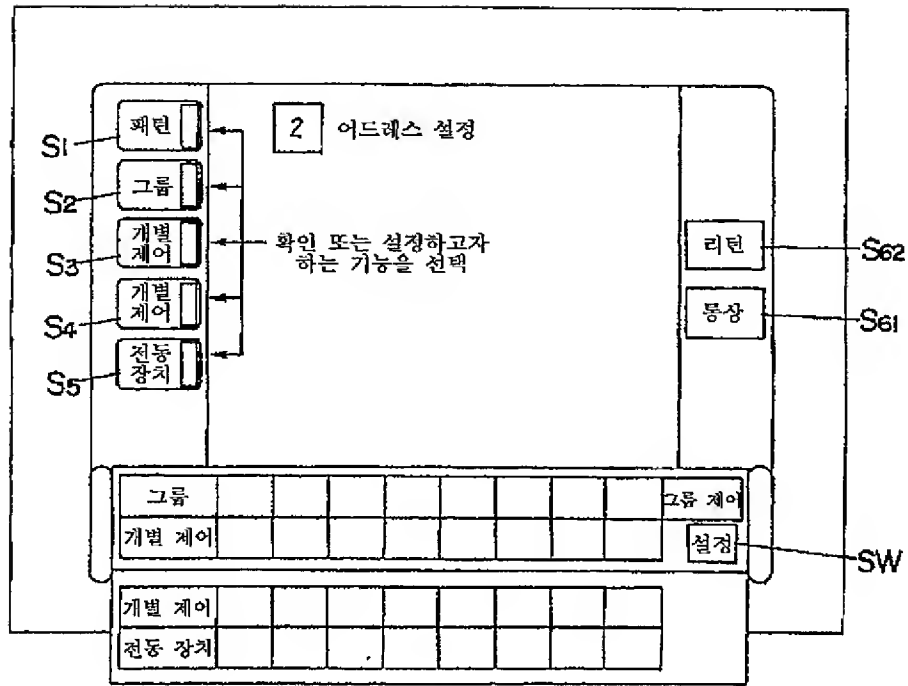 패턴
S1
그룹
S2
개별
제어
S3
개별
제어
S4
전동
장치
S5
2 어드레스 설정
확인 또는 설정하고자
하는 기능을 선택
리턴
S62
통상
S61
그룹
그룹 제어
개별 제어
설정
SW
개별 제어
전동 장치